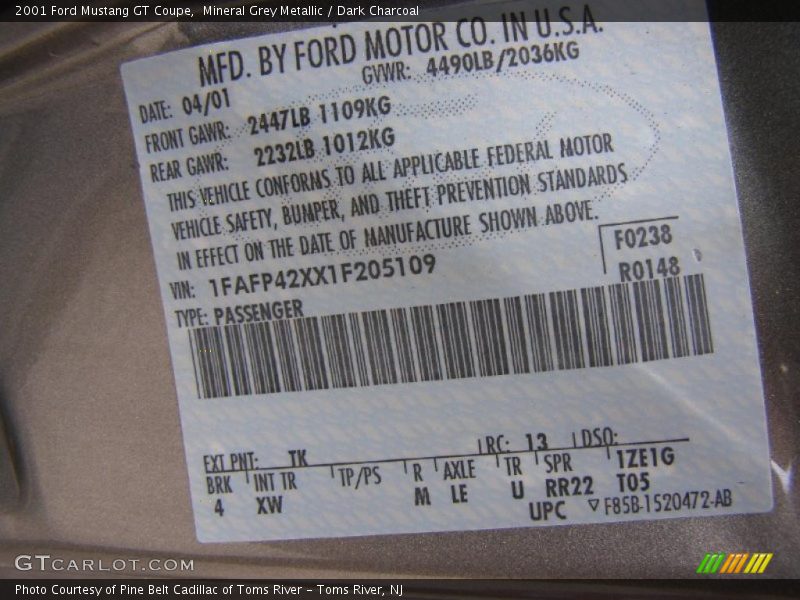 2001 Ford Mustang GT Coupe,  Mineral Grey Metallic / Dark Charcoal
MFD. BY FORD MOTOR CO. IN U.S.A.
DATE: 04/01 GVWR: 4490LB/2036KG
FRONT GAWR: 2447LB 1109KG
REAR GAWR: 2232LB 1012KG
THIS VEHICLE CONFORMS TO ALL APPLICABLE FEDERAL MOTOR
VEHICLE SAFETY, BUMPER, AND THEFT PREVENTION STANDARDS
IN EFFECT ON THE DATE OF MANUFACTURE SHOWN ABOVE.
VIN: 1FAFP42XX1F205109 F0238
TYPE: PASSENGER R0148
EXT PNT: TK RC: 13 DSO:
BRK INT TR TP/PS R AXLE TR SPR 1ZE1G
4 XW M LE U RR22 T05
UPC ▽F85B-1520472-AB
GTCARLOT.COM
Photo Courtesy of Pine Belt Cadillac of Toms River – Toms River, NJ